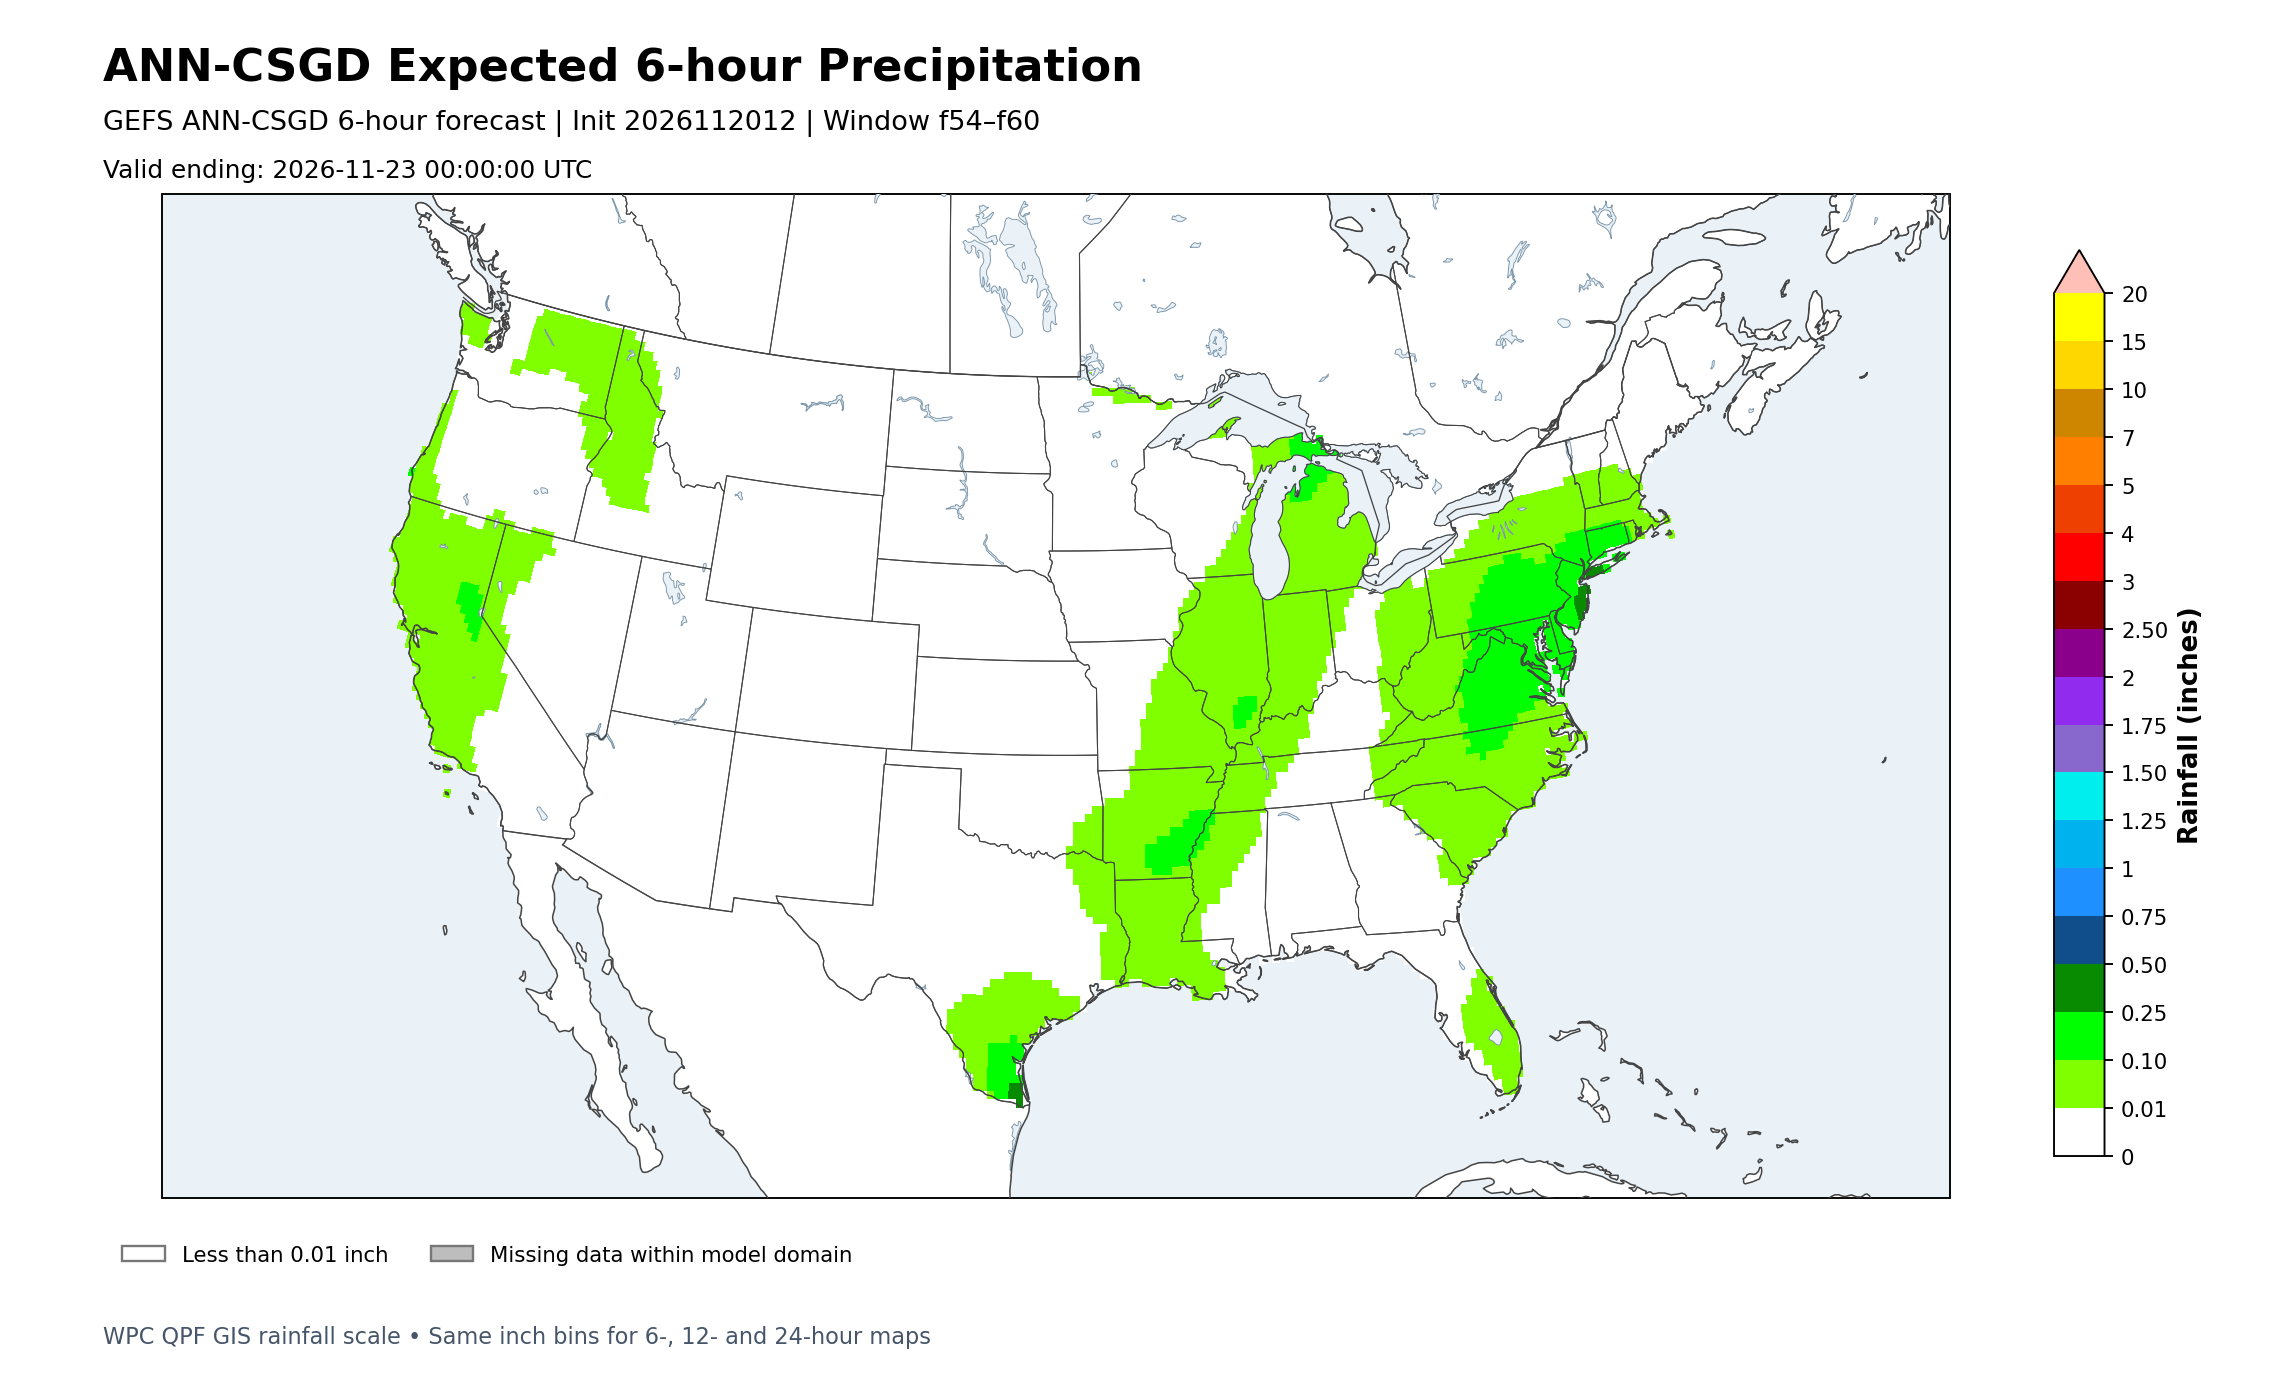 ANN-CSGD Expected 6-hour Precipitation
GEFS ANN-CSGD 6-hour forecast | Init 2026112012 | Window f54–f60
Valid ending: 2026-11-23 00:00:00 UTC
20
15
10
7
5
4
3
2.50
2
1.75
1.50
1.25
1
0.75
0.50
0.25
0.10
0.01
0
Rainfall (inches)
Less than 0.01 inch
Missing data within model domain
WPC QPF GIS rainfall scale • Same inch bins for 6-, 12- and 24-hour maps